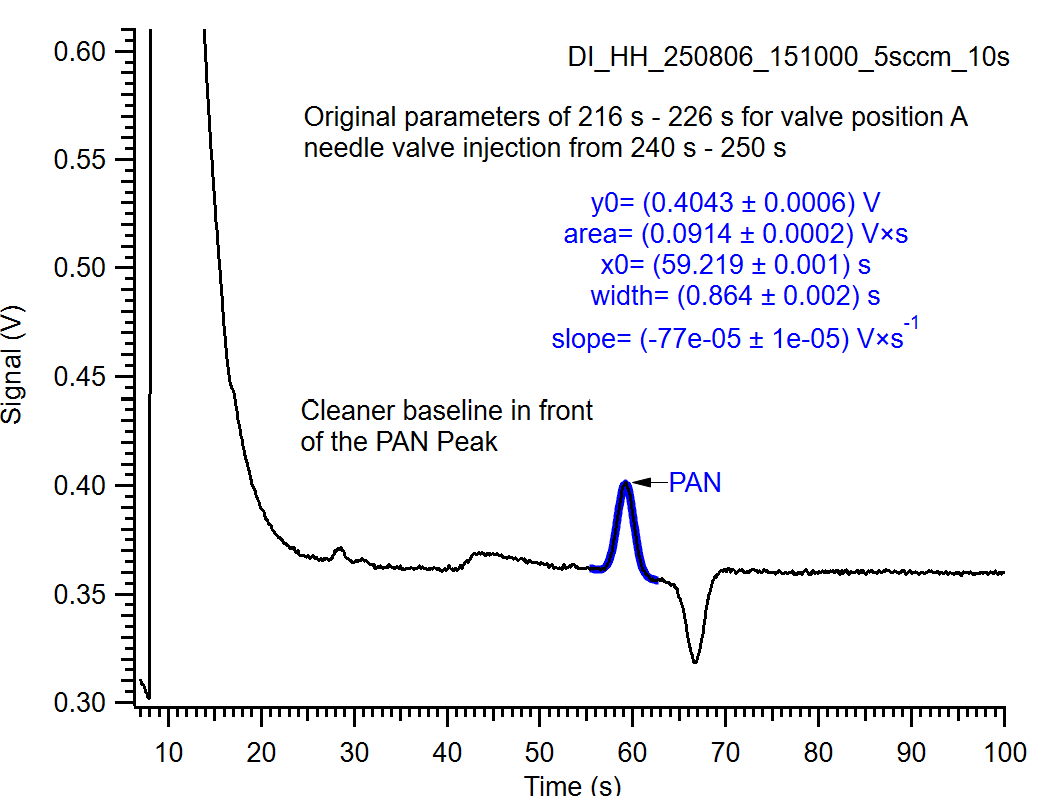 DI_HH_250806_151000_5sccm_10s
Original parameters of 216 s - 226 s for valve position A
needle valve injection from 240 s - 250 s
y0= (0.4043 ± 0.0006) V
area= (0.0914 ± 0.0002) V×s
x0= (59.219 ± 0.001) s
width= (0.864 ± 0.002) s
slope= (-77e-05 ± 1e-05) V×s⁻¹
Cleaner baseline in front
of the PAN Peak
PAN
Signal (V)
0.60
0.55
0.50
0.45
0.40
0.35
0.30
10 20 30 40 50 60 70 80 90 100
Time (s)